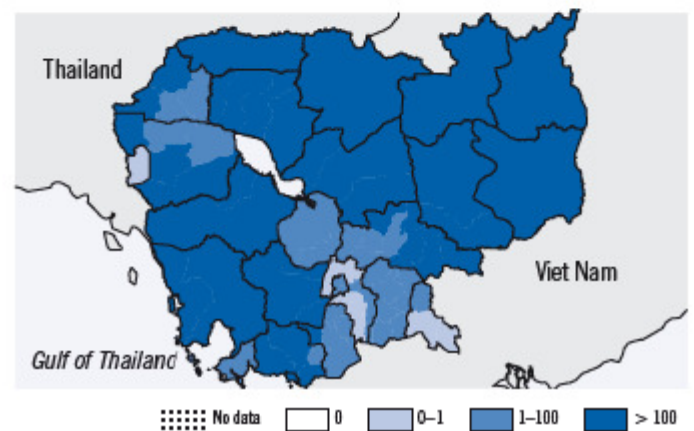 Thailand
Viet Nam
Gulf of Thailand
No data 0 0–1 1–100 > 100